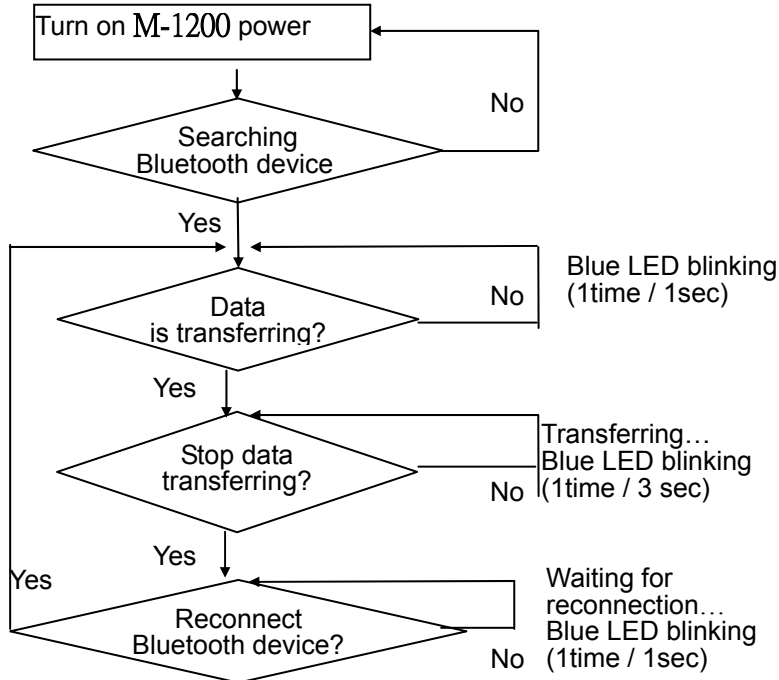 Turn on M-1200 power
No
Searching
Bluetooth device
Yes
Blue LED blinking
(1time / 1sec)
No
Data
is transferring?
Yes
Transferring…
Blue LED blinking
(1time / 3 sec)
No
Stop data
transferring?
Yes
Yes
Waiting for
reconnection…
Blue LED blinking
(1time / 1sec)
No
Reconnect
Bluetooth device?